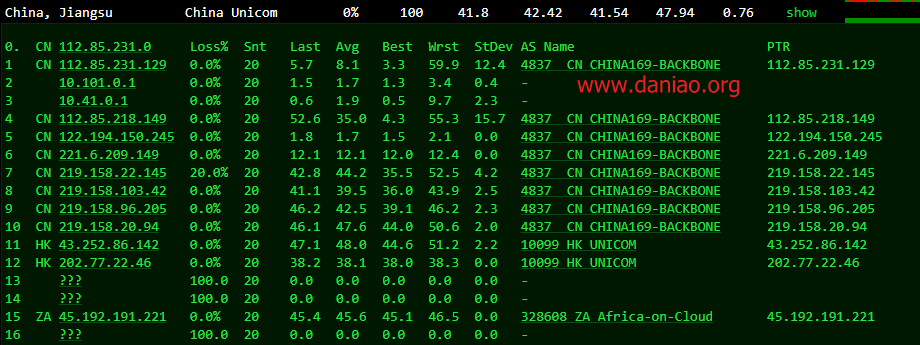 China, Jiangsu China Unicom 0% 100 41.8 42.42 41.54 47.94 0.76 show
0. CN 112.85.231.0 Loss% Snt Last Avg Best Wrst StDev AS Name PTR
1 CN 112.85.231.129 0.0% 20 5.7 8.1 3.3 59.9 12.4 4837 CN CHINA169-BACKBONE 112.85.231.129
2 10.101.0.1 0.0% 20 1.5 1.7 1.3 3.4 0.4 -
www.daniao.org
3 10.41.0.1 0.0% 20 0.6 1.9 0.5 9.7 2.3 -
4 CN 112.85.218.149 0.0% 20 52.6 35.0 4.3 55.3 15.7 4837 CN CHINA169-BACKBONE 112.85.218.149
5 CN 122.194.150.245 0.0% 20 1.8 1.7 1.5 2.1 0.0 4837 CN CHINA169-BACKBONE 122.194.150.245
6 CN 221.6.209.149 0.0% 20 12.1 12.1 12.0 12.4 0.0 4837 CN CHINA169-BACKBONE 221.6.209.149
7 CN 219.158.22.145 20.0% 20 42.8 44.2 35.5 52.5 4.2 4837 CN CHINA169-BACKBONE 219.158.22.145
8 CN 219.158.103.42 0.0% 20 41.1 39.5 36.0 43.9 2.5 4837 CN CHINA169-BACKBONE 219.158.103.42
9 CN 219.158.96.205 0.0% 20 46.2 42.5 39.1 46.2 2.3 4837 CN CHINA169-BACKBONE 219.158.96.205
10 CN 219.158.20.94 0.0% 20 46.1 47.6 44.0 50.6 2.0 4837 CN CHINA169-BACKBONE 219.158.20.94
11 HK 43.252.86.142 0.0% 20 47.1 48.0 44.6 51.2 2.2 10099 HK UNICOM 43.252.86.142
12 HK 202.77.22.46 0.0% 20 38.2 38.1 38.0 38.3 0.0 10099 HK UNICOM 202.77.22.46
13 ??? 100.0 20 0.0 0.0 0.0 0.0 0.0 -
14 ??? 100.0 20 0.0 0.0 0.0 0.0 0.0 -
15 ZA 45.192.191.221 0.0% 20 45.4 45.6 45.1 46.5 0.0 328608 ZA Africa-on-Cloud 45.192.191.221
16 ??? 100.0 20 0.0 0.0 0.0 0.0 0.0 -